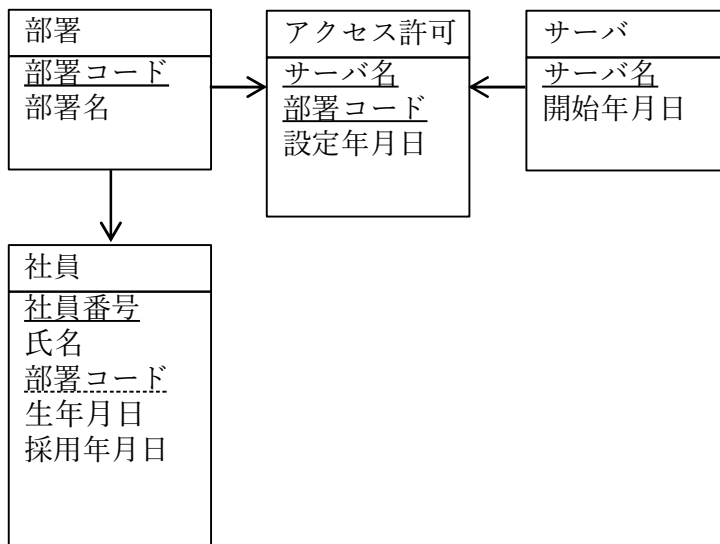 部署
部署コード
部署名
アクセス許可
サーバ名
部署コード
設定年月日
サーバ
サーバ名
開始年月日
社員
社員番号
氏名
部署コード
生年月日
採用年月日